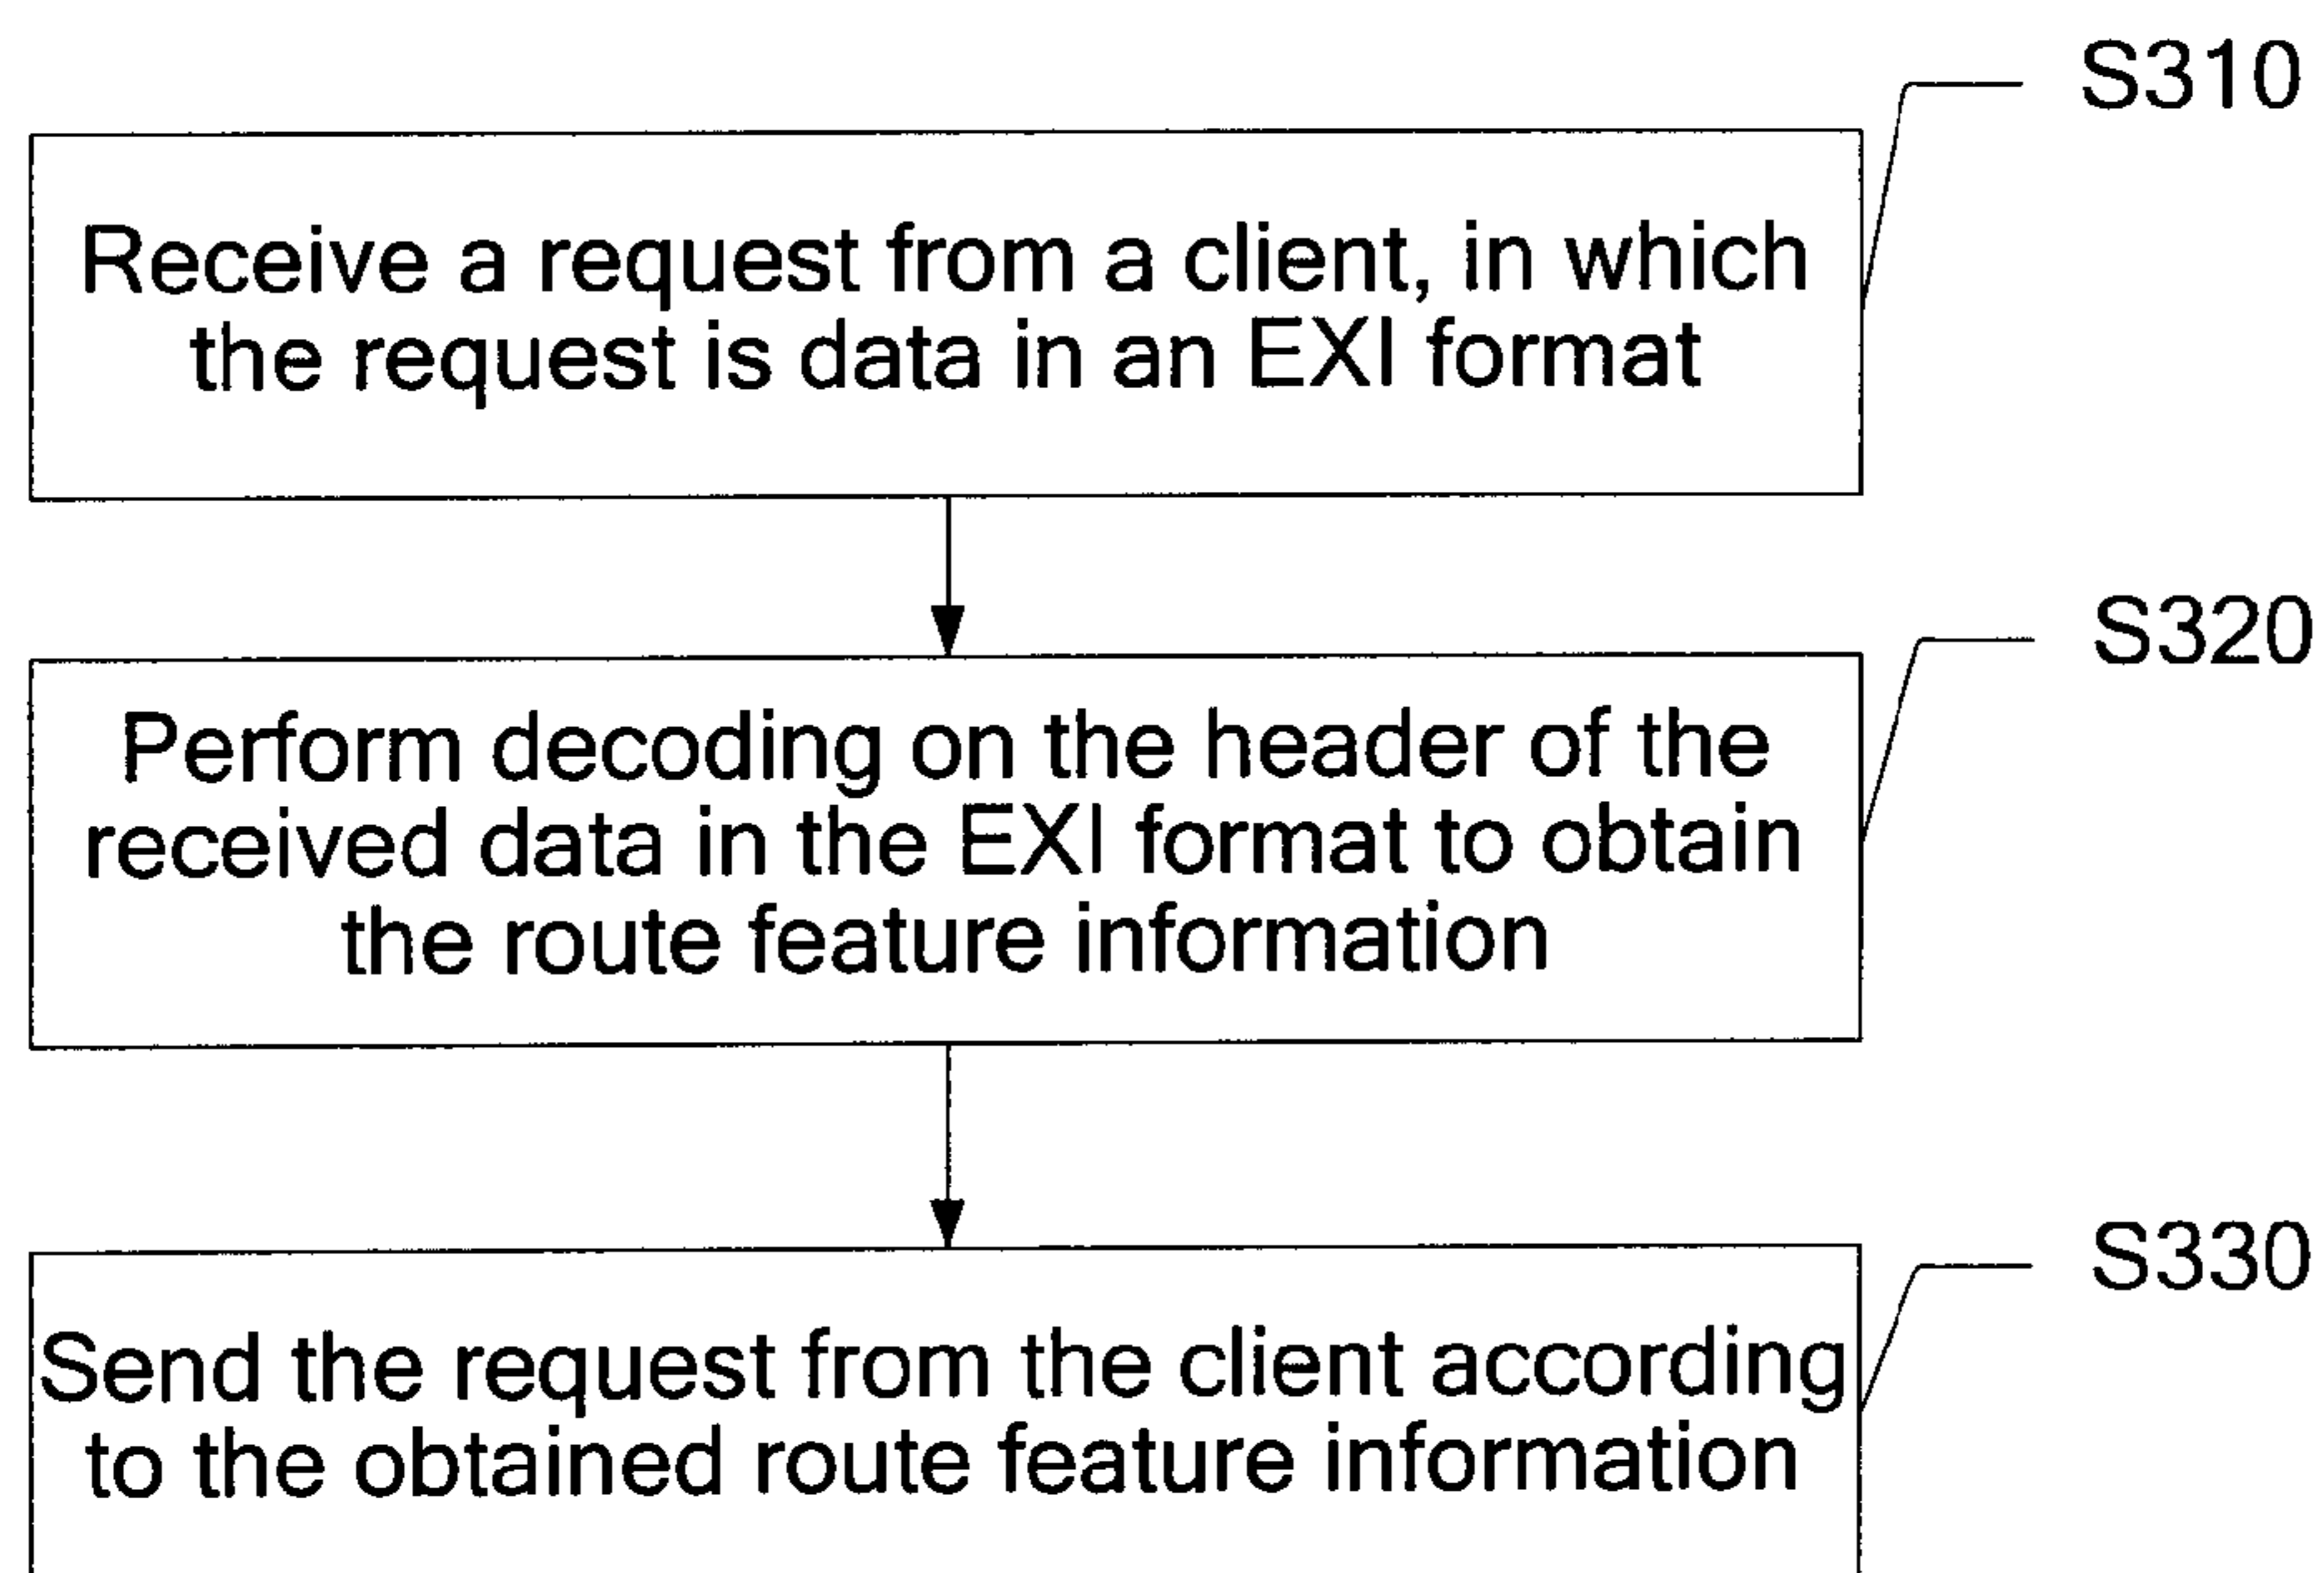 S310
Receive a request from a client, in which
the request is data in an EXI format
S320
Perform decoding on the header of the
received data in the EXI format to obtain
the route feature information
S330
Send the request from the client according
to the obtained route feature information